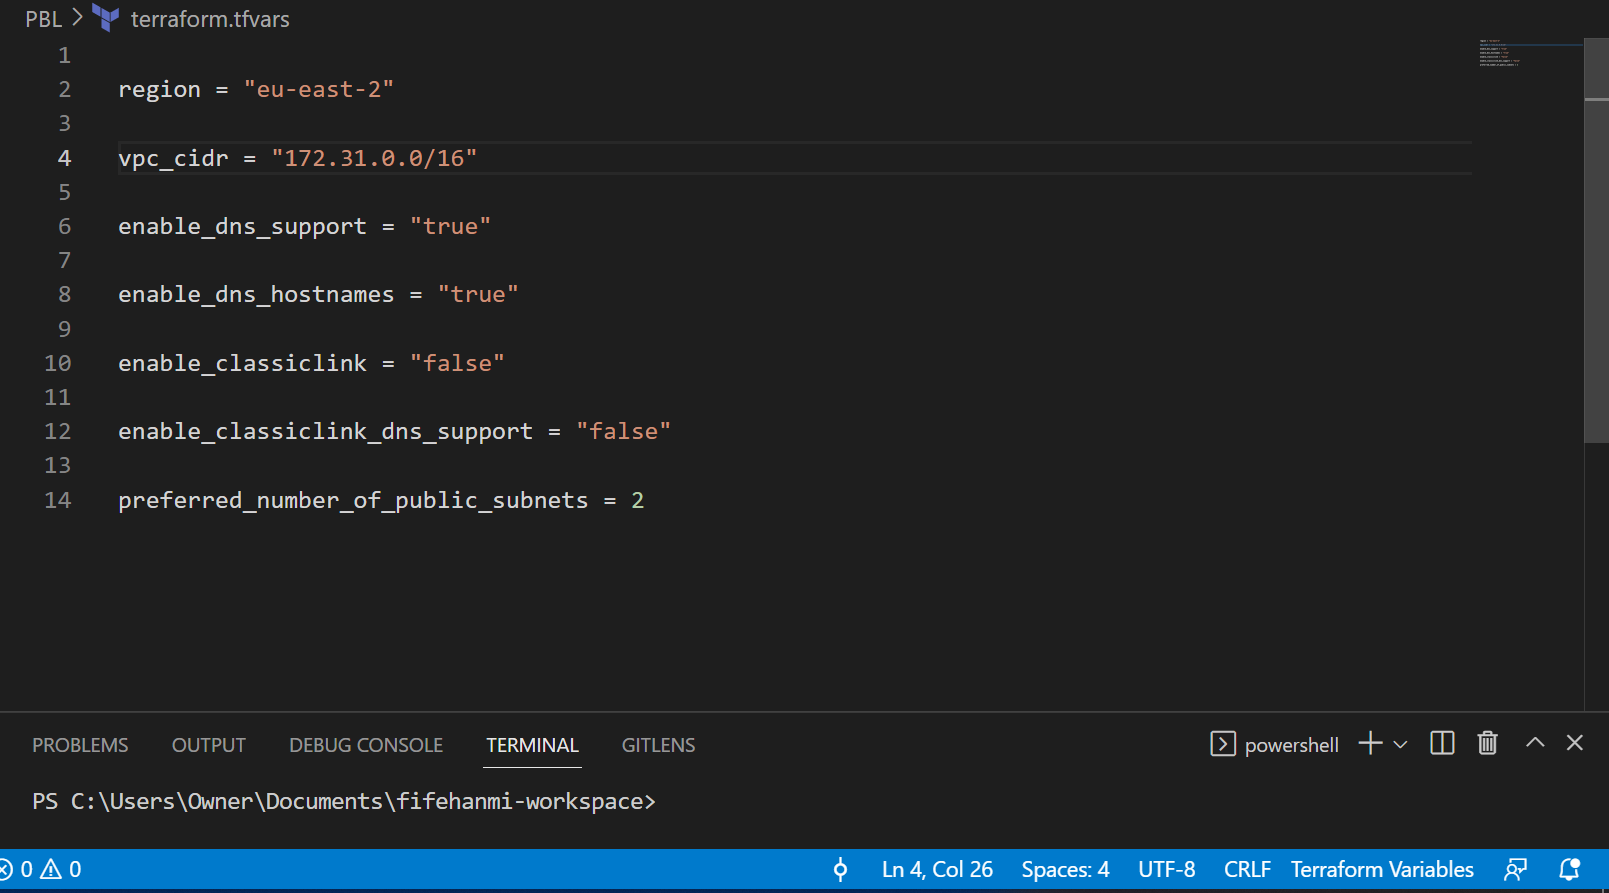 PBL > terraform.tfvars
1
2 region = "eu-east-2"
3
4 vpc_cidr = "172.31.0.0/16"
5
6 enable_dns_support = "true"
7
8 enable_dns_hostnames = "true"
9
10 enable_classiclink = "false"
11
12 enable_classiclink_dns_support = "false"
13
14 preferred_number_of_public_subnets = 2
PROBLEMS OUTPUT DEBUG CONSOLE TERMINAL GITLENS powershell
PS C:\Users\Owner\Documents\fifehanmi-workspace>
0 0 Ln 4, Col 26 Spaces: 4 UTF-8 CRLF Terraform Variables